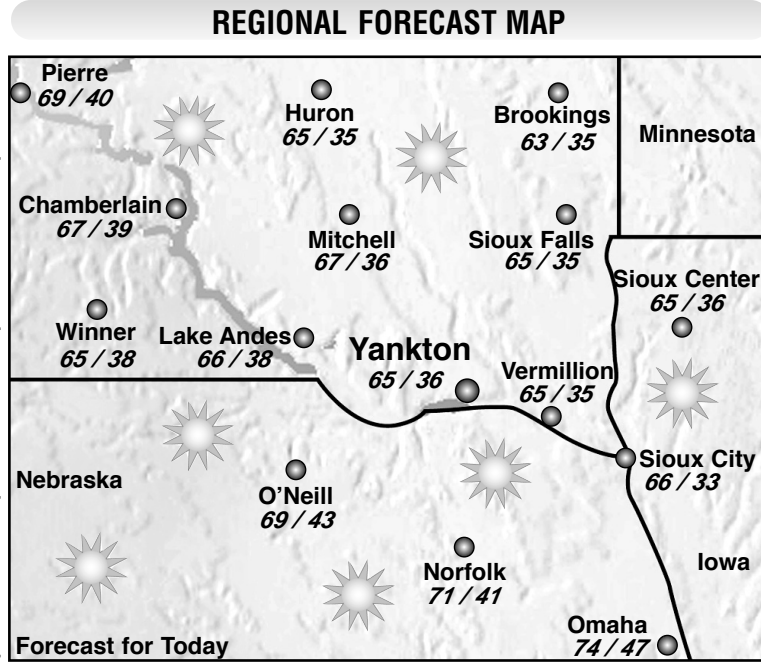 REGIONAL FORECAST MAP
Pierre
69 / 40
Huron
65 / 35
Brookings
63 / 35
Minnesota
Chamberlain
67 / 39
Mitchell
67 / 36
Sioux Falls
65 / 35
Sioux Center
65 / 36
Winner
65 / 38
Lake Andes
66 / 38
Yankton
65 / 36
Vermillion
65 / 35
Nebraska
O'Neill
69 / 43
Sioux City
66 / 33
Norfolk
71 / 41
Iowa
Omaha
74 / 47
Forecast for Today